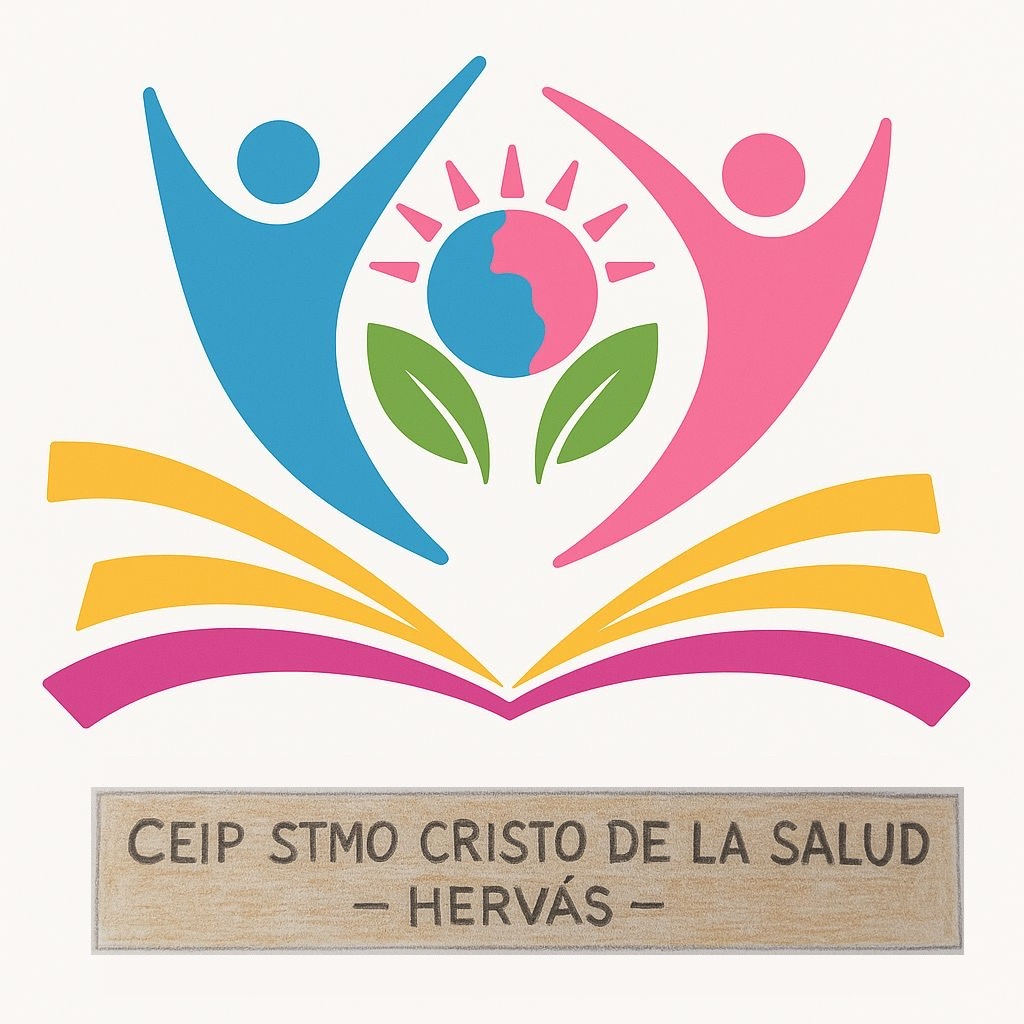 CEIP STMO CRISTO DE LA SALUD
– HERVÁS –